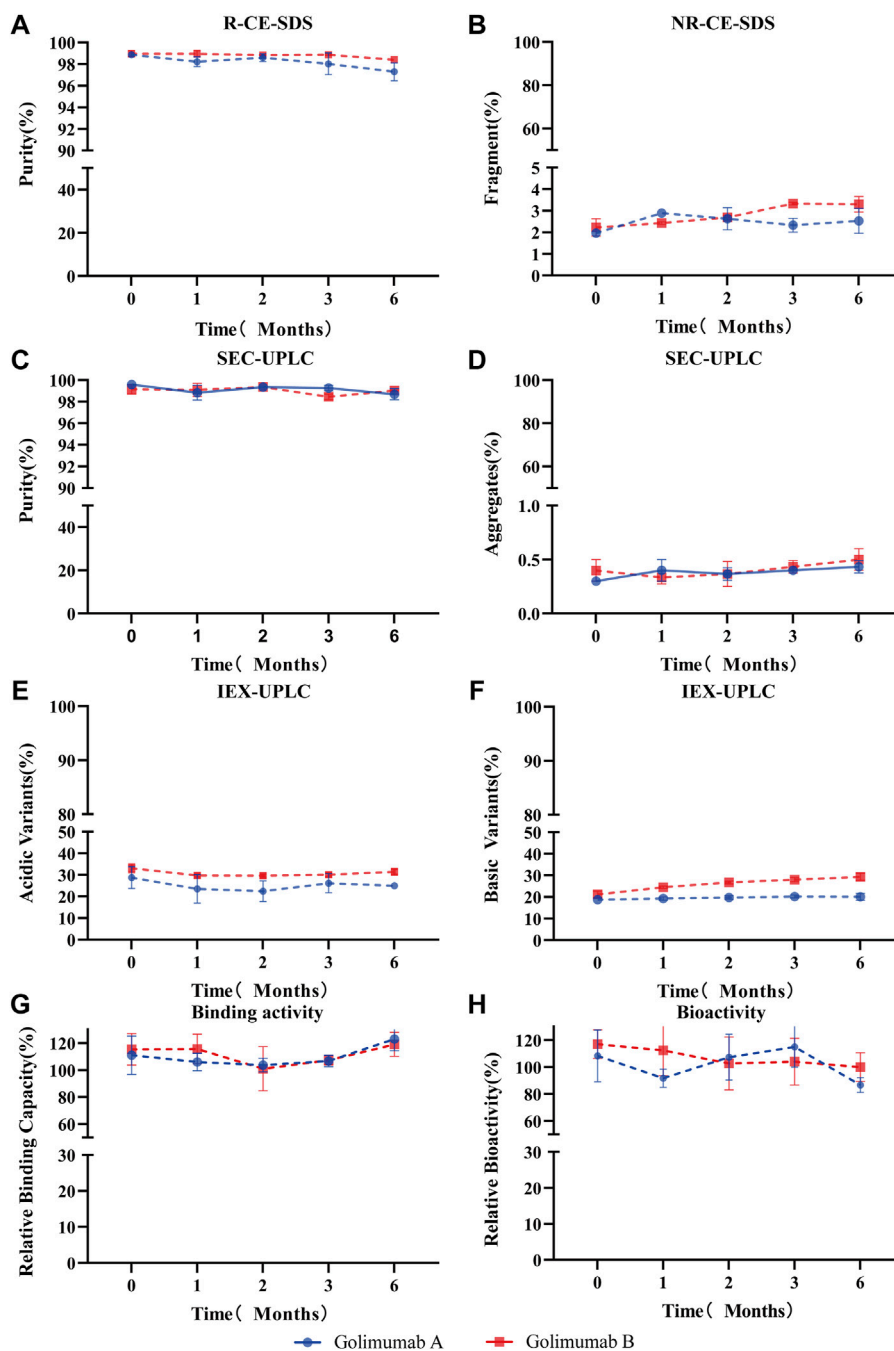 A
R-CE-SDS
Purity(%)
100
98
96
94
92
90
40
20
0
0 1 2 3 6
Time( Months)
B
NR-CE-SDS
Fragment(%)
100
80
60
5
4
3
2
1
0
0 1 2 3 6
Time( Months)
C
SEC-UPLC
Purity(%)
100
98
96
94
92
90
40
20
0
0 1 2 3 6
Time( Months)
D
SEC-UPLC
Aggregates(%)
100
80
60
1.0
0.5
0.0
0 1 2 3 6
Time( Months)
E
IEX-UPLC
Acidic Variants(%)
100
90
80
50
40
30
20
10
0
0 1 2 3 6
Time( Months)
F
IEX-UPLC
Basic Variants(%)
100
90
80
50
40
30
20
10
0
0 1 2 3 6
Time( Months)
G
Binding activity
Relative Binding Capacity(%)
120
100
80
60
30
20
10
0
0 1 2 3 6
Time( Months)
H
Bioactivity
Relative Bioactivity(%)
120
100
80
60
30
20
10
0
0 1 2 3 6
Time( Months)
Golimumab A Golimumab B